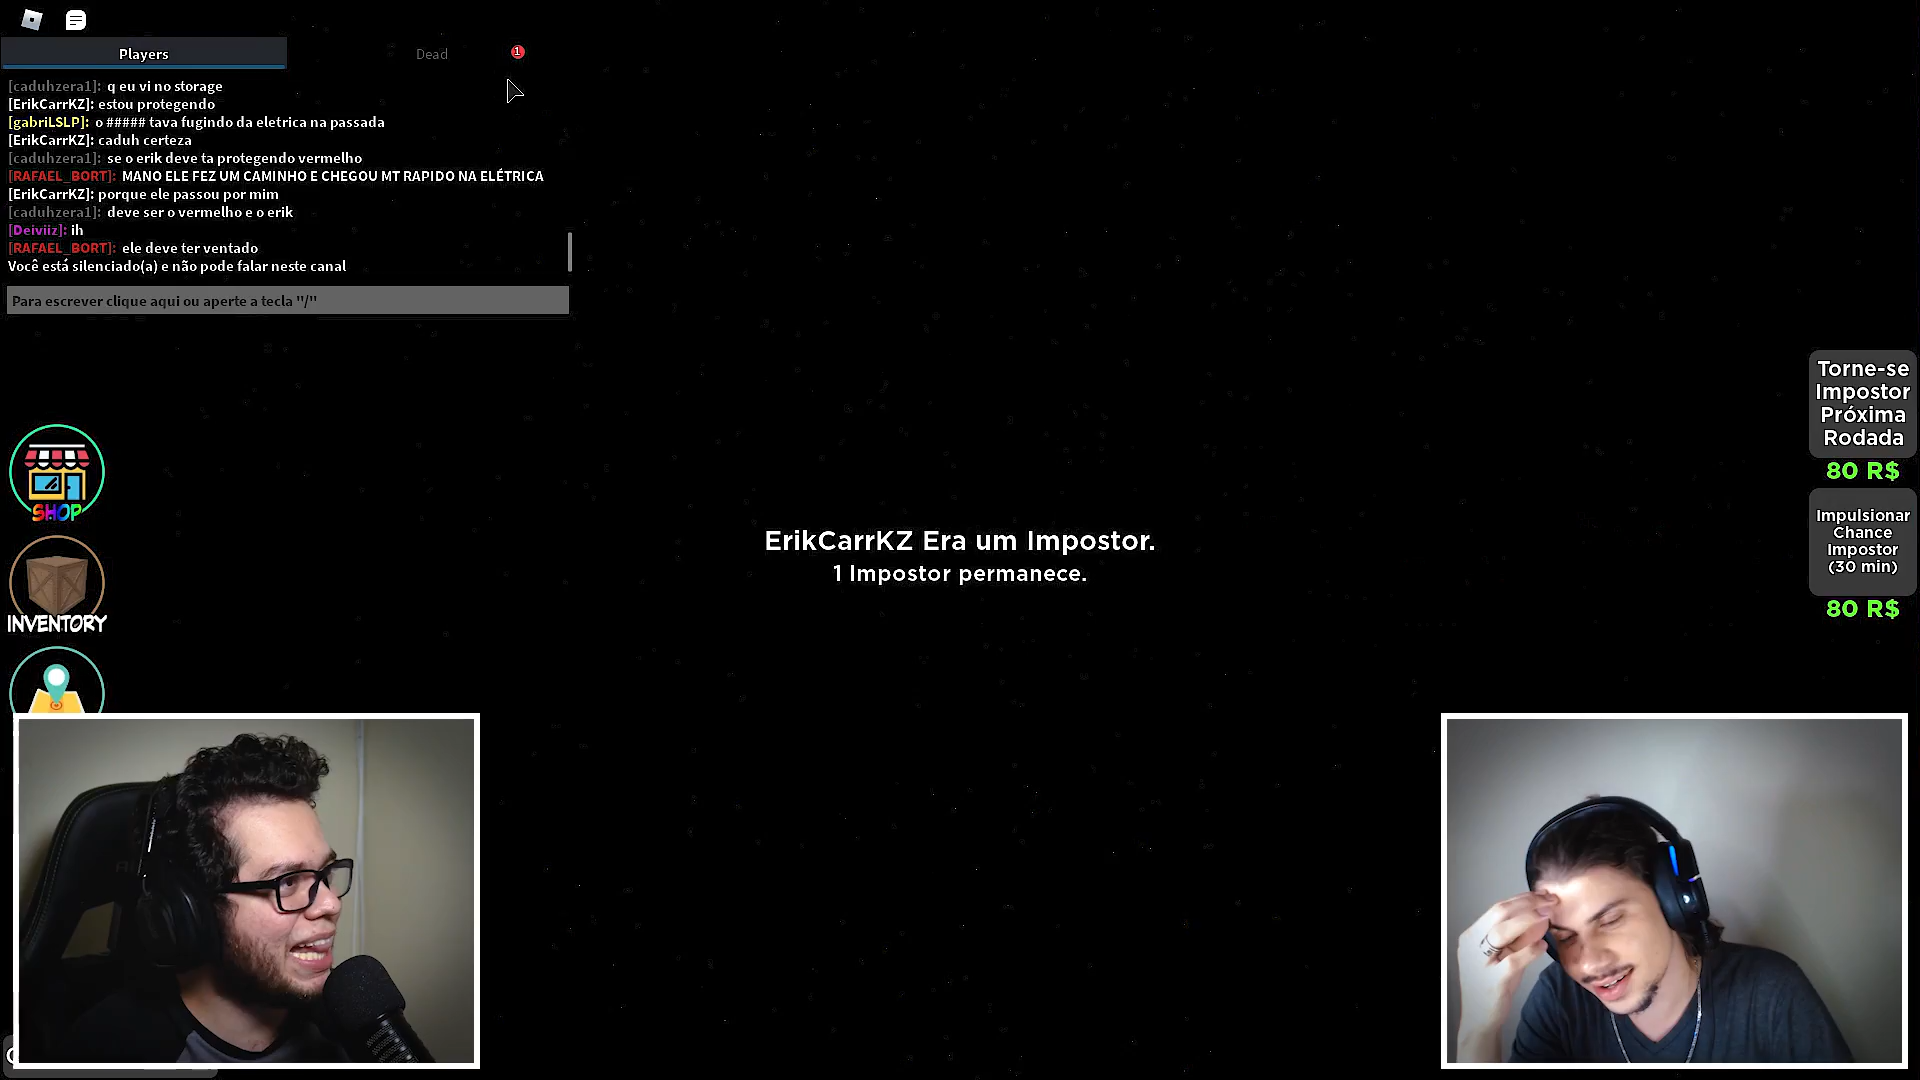 Players
Dead
1
[caduhzera1]: q eu vi no storage
[ErikCarrKZ]: estou protegendo
[gabriLSLP]: o ##### tava fugindo da eletrica na passada
[ErikCarrKZ]: caduh certeza
[caduhzera1]: se o erik deve ta protegendo vermelho
[RAFAEL_BORT]: MANO ELE FEZ UM CAMINHO E CHEGOU MT RAPIDO NA ELÉTRICA
[ErikCarrKZ]: porque ele passou por mim
[caduhzera1]: deve ser o vermelho e o erik
[Deiviiz]: ih
[RAFAEL_BORT]: ele deve ter ventado
Você está silenciado(a) e não pode falar neste canal
Para escrever clique aqui ou aperte a tecla "/"
Torne-se
Impostor
Próxima
Rodada
80 R$
SHOP
Impulsionar
Chance
Impostor
(30 min)
80 R$
ErikCarrKZ Era um Impostor.
1 Impostor permanece.
INVENTORY